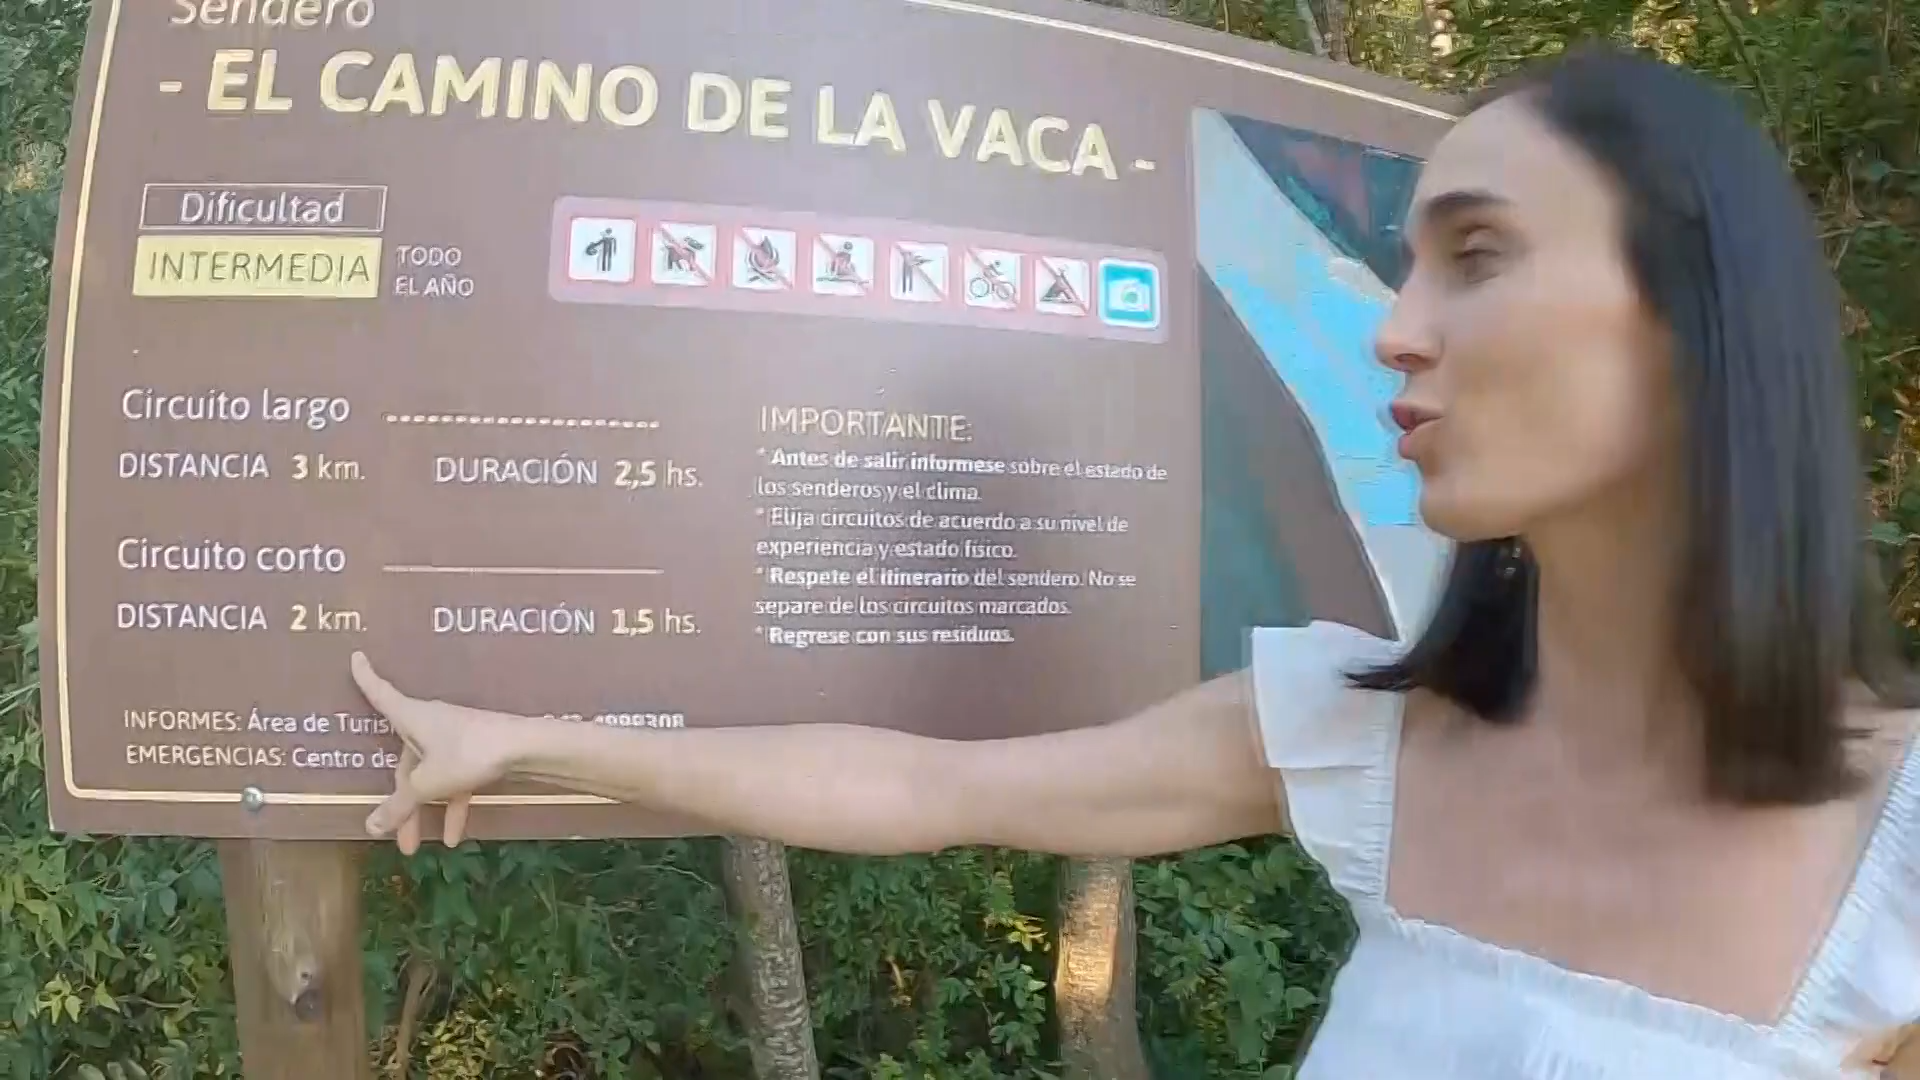 Sendero
- EL CAMINO DE LA VACA -
Dificultad
INTERMEDIA
TODO
EL AÑO
Circuito largo
DISTANCIA 3 km. DURACIÓN 2,5 hs.
Circuito corto
DISTANCIA 2 km. DURACIÓN 1,5 hs.
IMPORTANTE:
* Antes de salir informese sobre el estado de
los senderos y el clima.
* Elija circuitos de acuerdo a su nivel de
experiencia y estado físico.
* Respete el itinerario del sendero. No se
separe de los circuitos marcados.
* Regrese con sus residuos.
INFORMES: Área de
EMERGENCIAS: Centro de